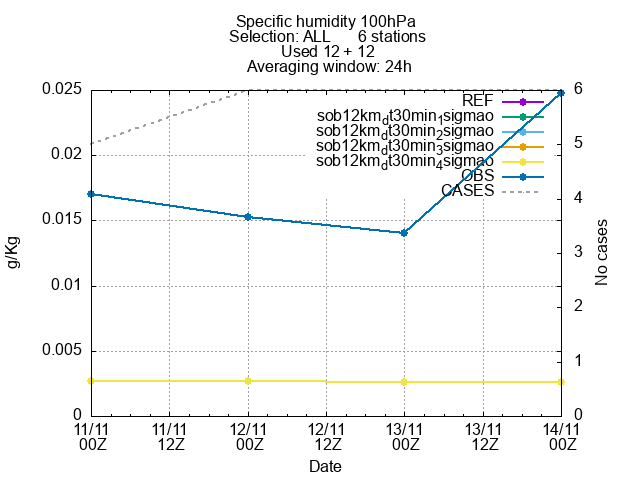 Specific humidity 100hPa
Selection: ALL 6 stations
Used 12 + 12
Averaging window: 24h
0.025
0.02
0.015
0.01
0.005
0
g/Kg
6
5
4
3
2
1
0
No cases
REF
sob12km_dt30min_1sigmao
sob12km_dt30min_2sigmao
sob12km_dt30min_3sigmao
sob12km_dt30min_4sigmao
OBS
CASES
11/11 11/11 12/11 12/11 13/11 13/11 14/11
00Z 12Z 00Z 12Z 00Z 12Z 00Z
Date